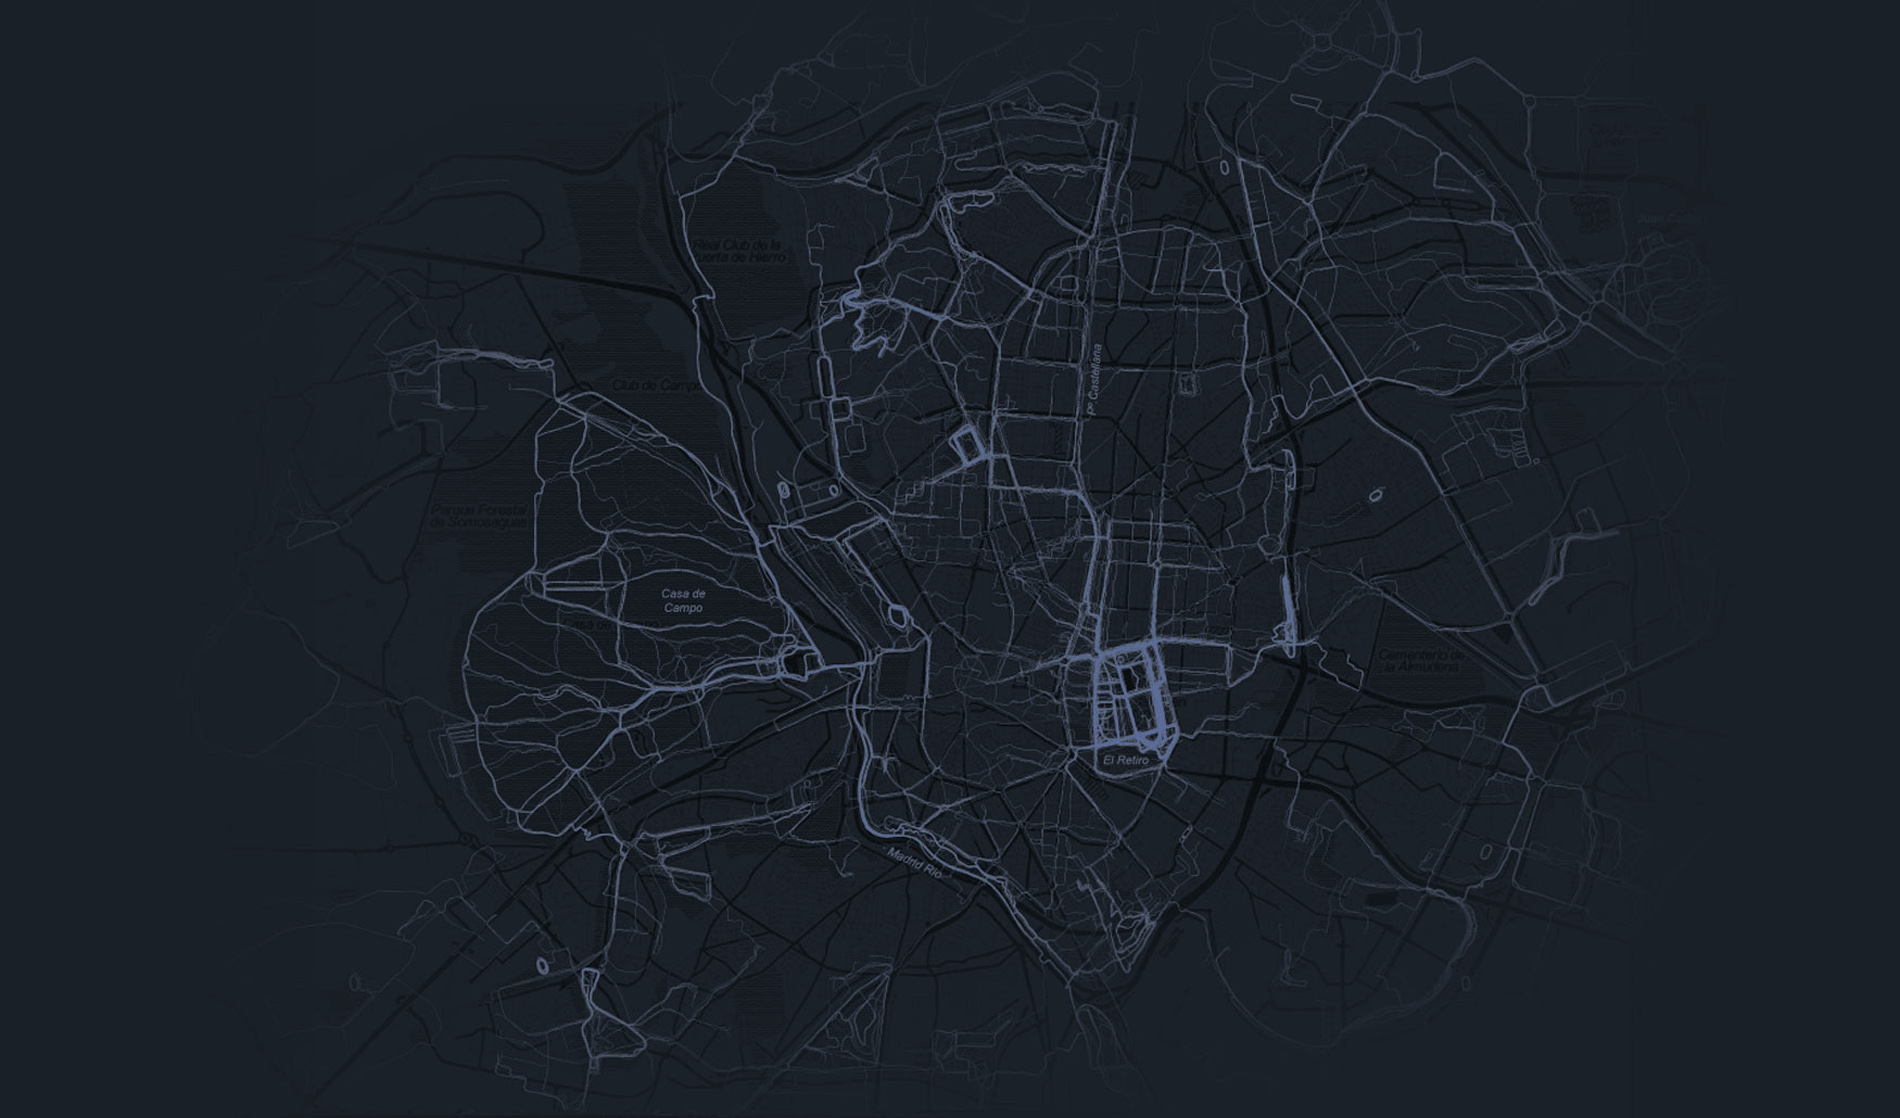 Real Club de la
Puerta de Hierro
Pº Castellana
Club de Campo
Parque Forestal
de Somosaguas
Casa de
Campo
Cementerio de
la Almudena
El Retiro
Madrid Río